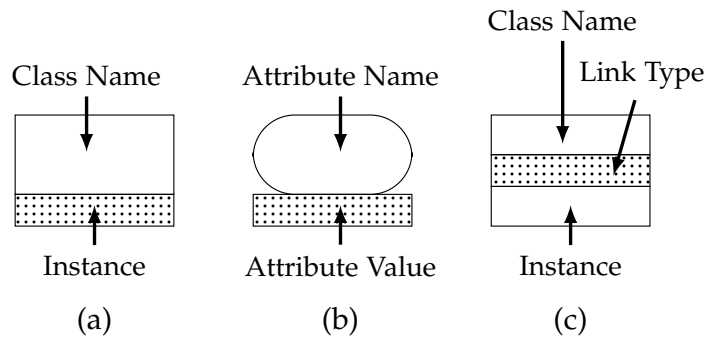 Class Name
Link Type
Class Name
Attribute Name
Instance
Attribute Value
Instance
(a)
(b)
(c)